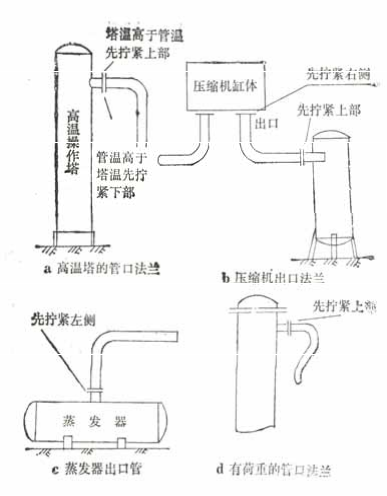 塔温高于管温
先拧紧上部
高温操作塔
管温高于
塔温先拧
紧下部
a 高温塔的管口法兰
压缩机缸体
先拧紧右侧
出口
先拧紧上部
b 压缩机出口法兰
先拧紧左侧
蒸发器
c 蒸发器出口管
先拧紧上部
d 有荷重的管口法兰